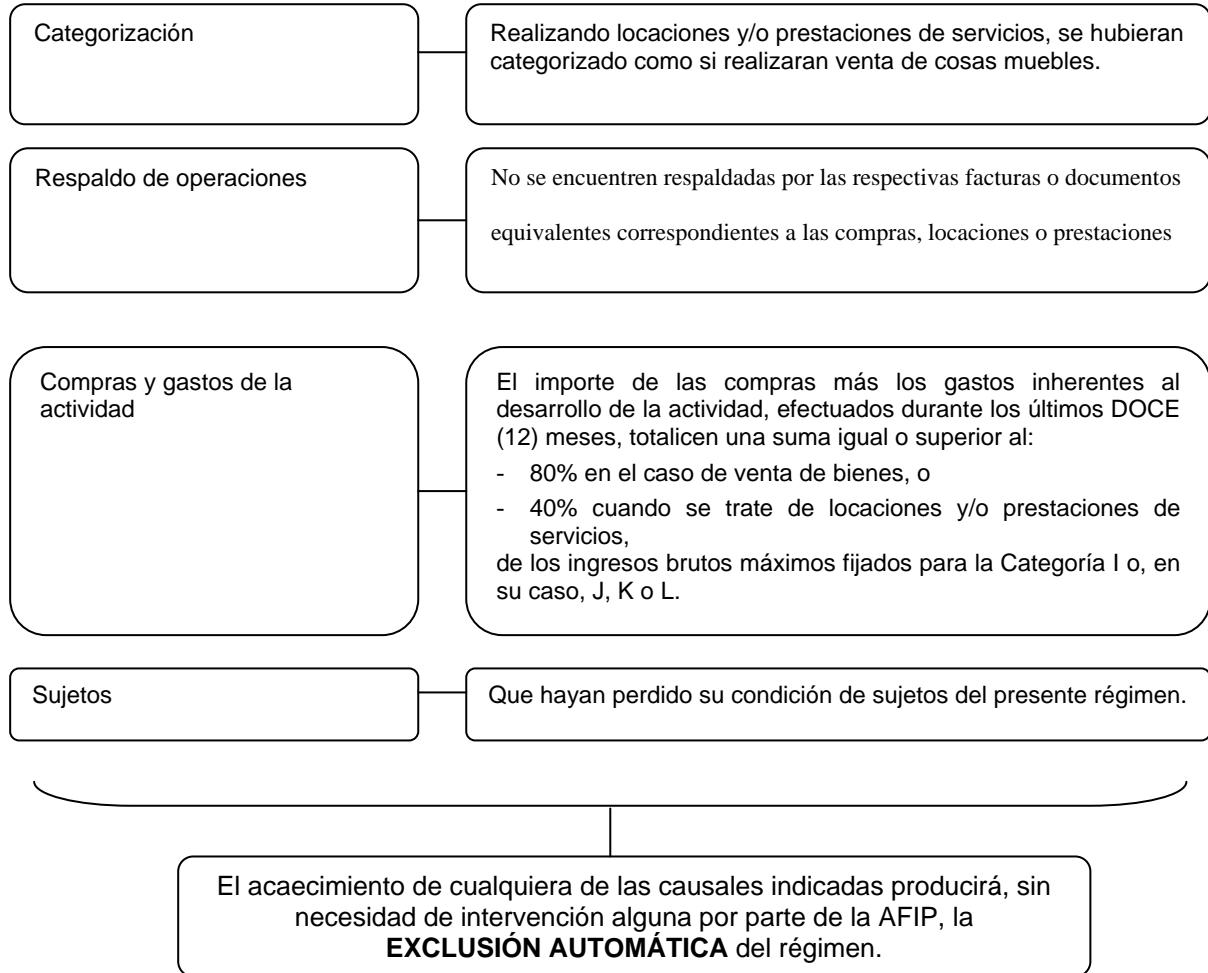 Categorización
Realizando locaciones y/o prestaciones de servicios, se hubieran
categorizado como si realizaran venta de cosas muebles.
Respaldo de operaciones
No se encuentren respaldadas por las respectivas facturas o documentos
equivalentes correspondientes a las compras, locaciones o prestaciones
Compras y gastos de la
actividad
El importe de las compras más los gastos inherentes al
desarrollo de la actividad, efectuados durante los últimos DOCE
(12) meses, totalicen una suma igual o superior al:
- 80% en el caso de venta de bienes, o
- 40% cuando se trate de locaciones y/o prestaciones de
servicios,
de los ingresos brutos máximos fijados para la Categoría I o, en
su caso, J, K o L.
Sujetos
Que hayan perdido su condición de sujetos del presente régimen.
El acaecimiento de cualquiera de las causales indicadas producirá, sin
necesidad de intervención alguna por parte de la AFIP, la
EXCLUSIÓN AUTOMÁTICA del régimen.